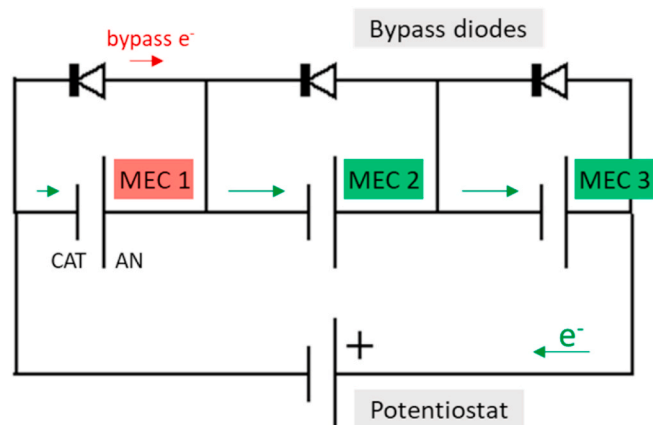 bypass e⁻
Bypass diodes
MEC 1
MEC 2
MEC 3
CAT
AN
+
e⁻
Potentiostat